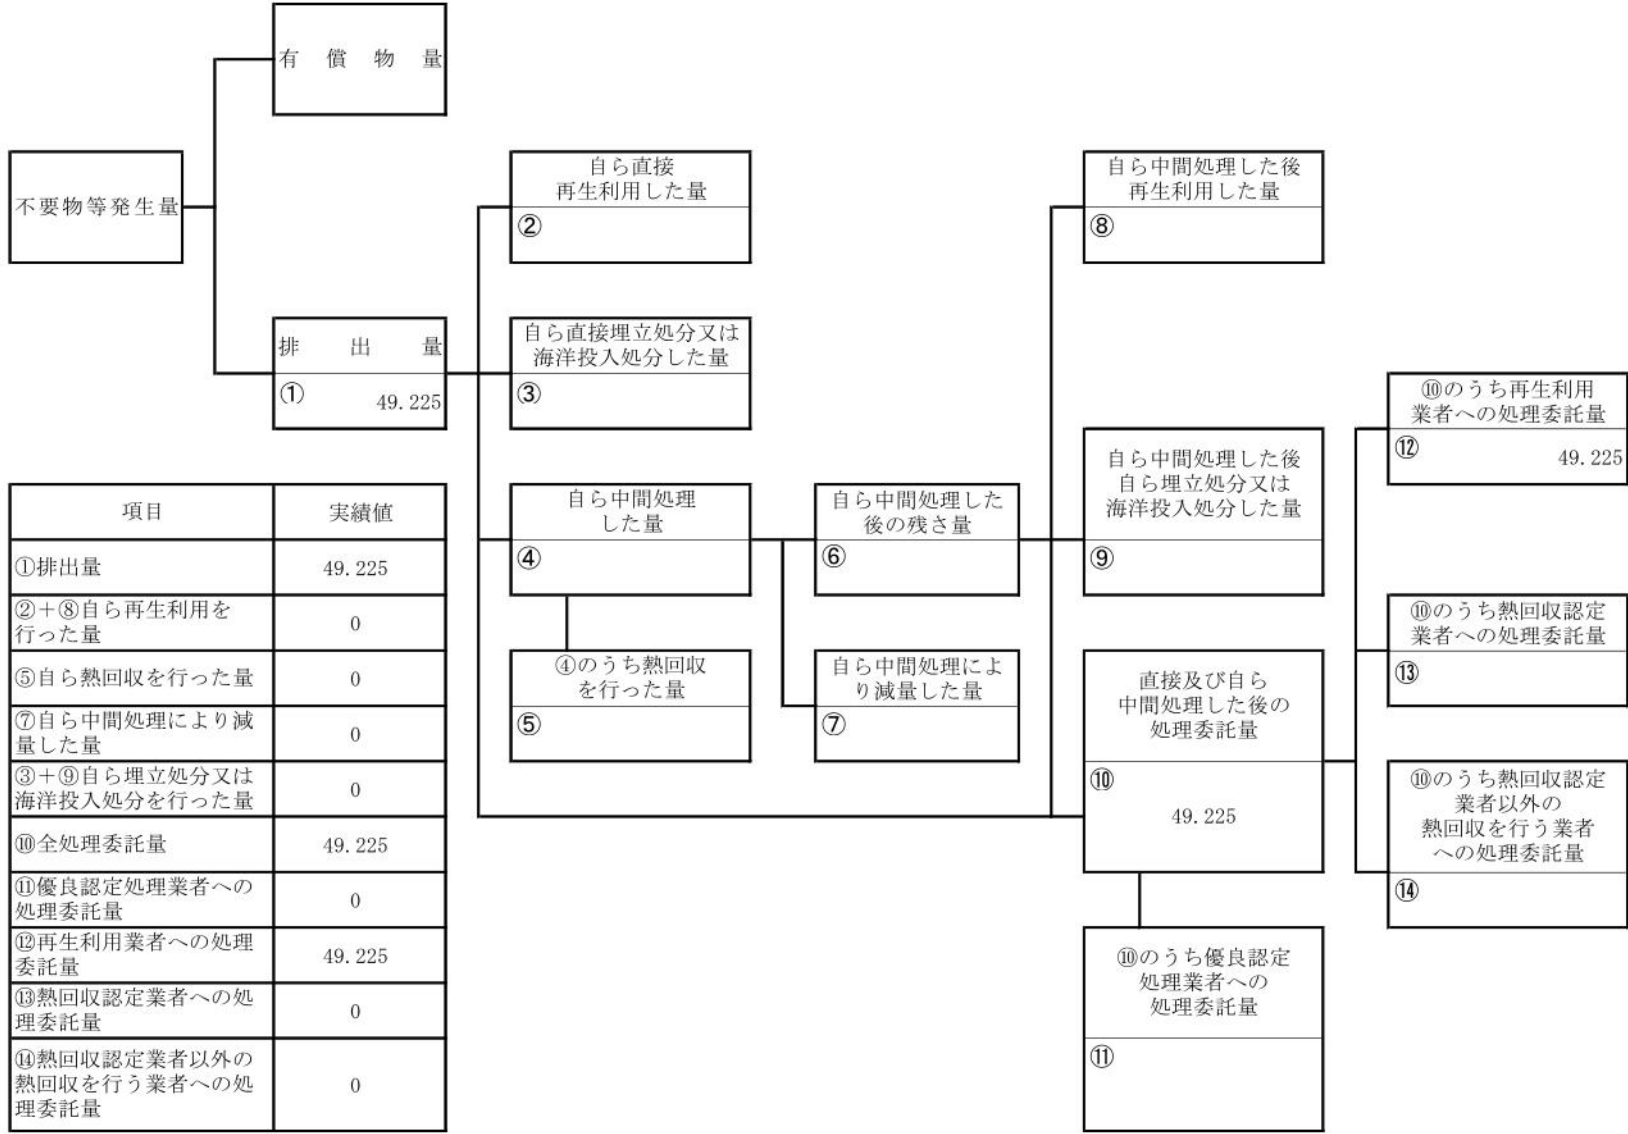 有償物量
不要物等発生量
排出量
① 49.225
自ら直接
再生利用した量
②
自ら直接埋立処分又は
海洋投入処分した量
③
自ら中間処理
した量
④
④のうち熱回収
を行った量
⑤
自ら中間処理した
後の残さ量
⑥
自ら中間処理によ
り減量した量
⑦
自ら中間処理した後
再生利用した量
⑧
自ら中間処理した後
自ら埋立処分又は
海洋投入処分した量
⑨
直接及び自ら
中間処理した後の
処理委託量
⑩
49.225
⑩のうち優良認定
処理業者への
処理委託量
⑪
⑩のうち再生利用
業者への処理委託量
⑫ 49.225
⑩のうち熱回収認定
業者への処理委託量
⑬
⑩のうち熱回収認定
業者以外の
熱回収を行う業者
への処理委託量
⑭
項目 実績値
①排出量 49.225
②+⑧自ら再生利用を
行った量 0
⑤自ら熱回収を行った量 0
⑦自ら中間処理により減
量した量 0
③+⑨自ら埋立処分又は
海洋投入処分を行った量 0
⑩全処理委託量 49.225
⑪優良認定処理業者への
処理委託量 0
⑫再生利用業者への処理
委託量 49.225
⑬熱回収認定業者への処
理委託量 0
⑭熱回収認定業者以外の
熱回収を行う業者への処
理委託量 0